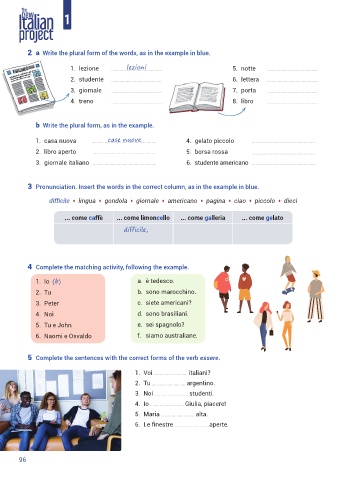 The
new
italian
project
1
2 a Write the plural form of the words, as in the example in blue.
1. lezione lezioni
2. studente
3. giornale
4. treno
5. notte
6. lettera
7. porta
8. libro
b Write the plural form, as in the example.
1. casa nuova case nuove
2. libro aperto
3. giornale italiano
4. gelato piccolo
5. borsa rossa
6. studente americano
3 Pronunciation. Insert the words in the correct column, as in the example in blue.
difficile • lingua • gondola • giornale • americano • pagina • ciao • piccolo • dieci
... come caffè ... come limoncello ... come galleria ... come gelato
difficile,
4 Complete the matching activity, following the example.
1. Io (b)
2. Tu
3. Peter
4. Noi
5. Tu e John
6. Naomi e Osvaldo
a. è tedesco.
b. sono marocchino.
c. siete americani?
d. sono brasiliani.
e. sei spagnolo?
f. siamo australiane.
5 Complete the sentences with the correct forms of the verb essere.
1. Voi italiani?
2. Tu argentino.
3. Noi studenti.
4. Io Giulia, piacere!
5. Maria alta.
6. Le finestre aperte.
96